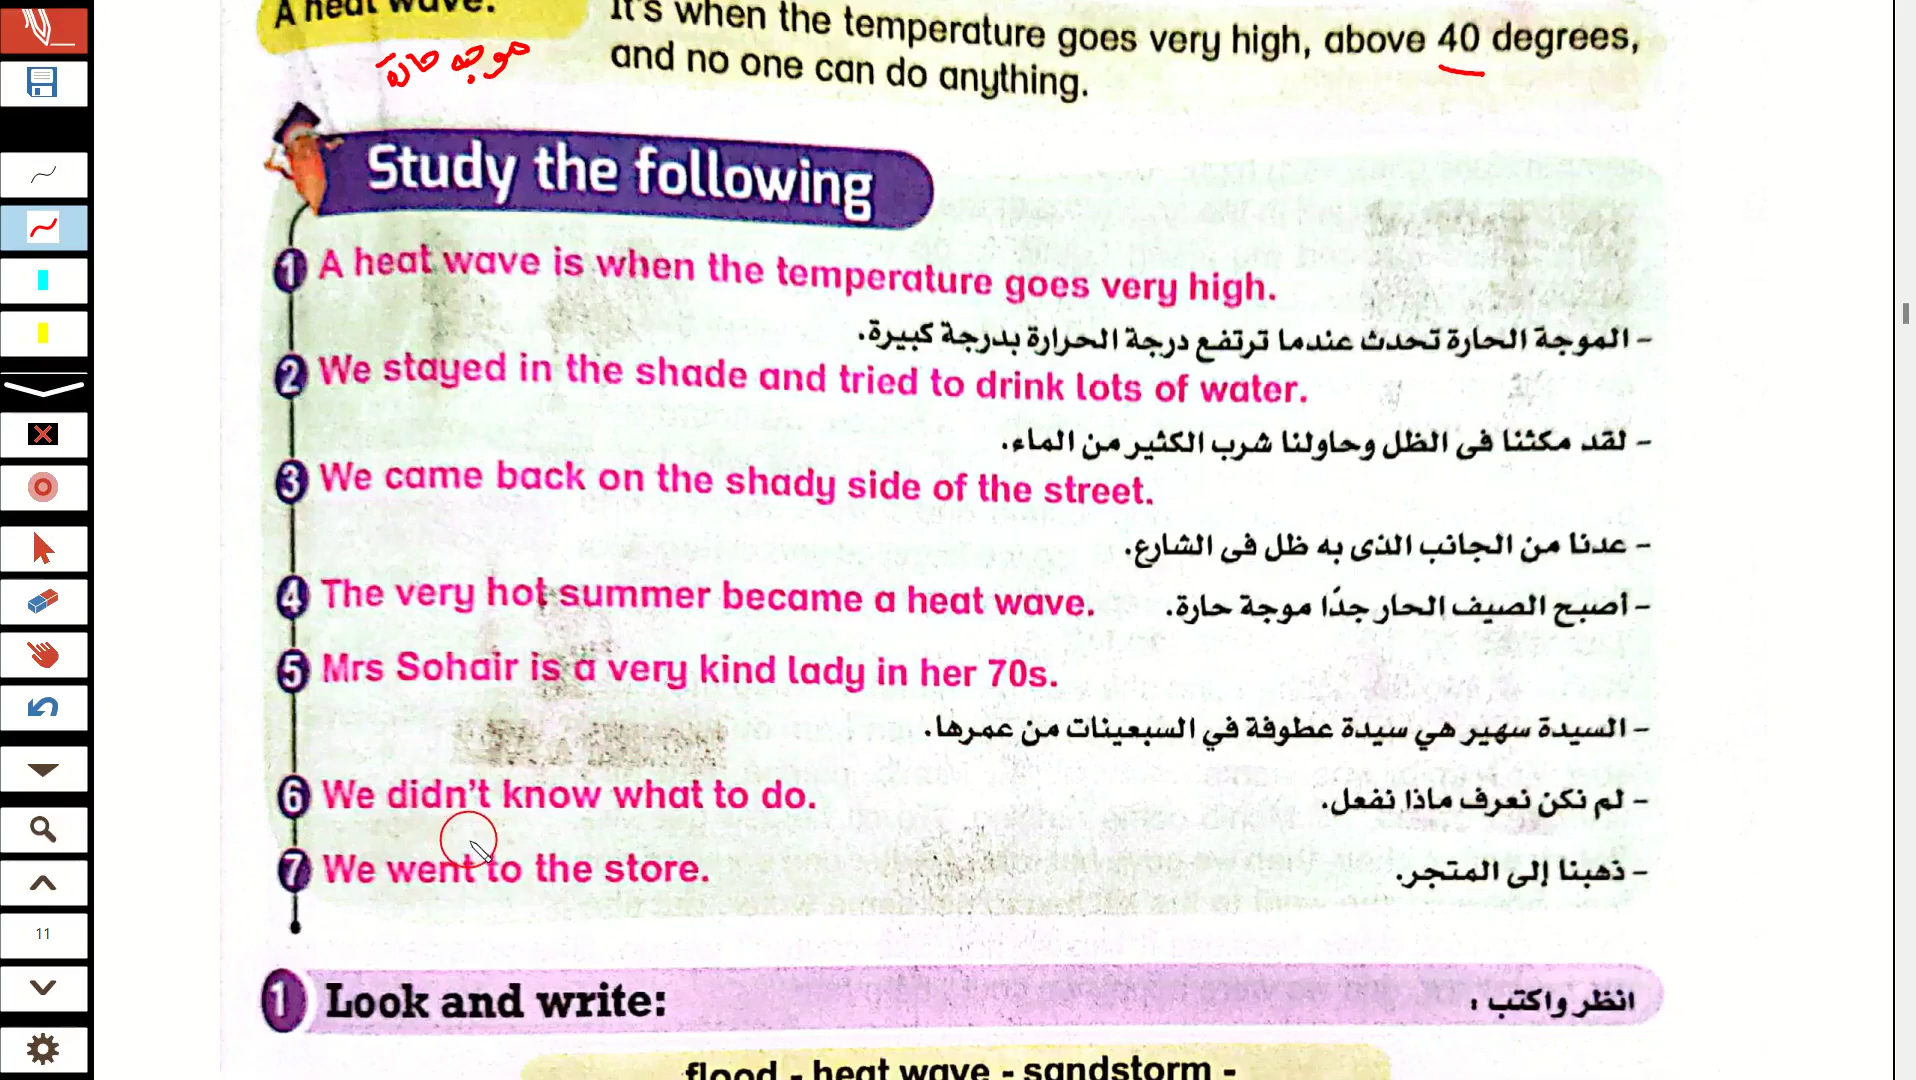 A heat wave:
It's when the temperature goes very high, above 40 degrees,
and no one can do anything.
موجه حارة
Study the following
1 A heat wave is when the temperature goes very high.
- الموجة الحارة تحدث عندما ترتفع درجة الحرارة بدرجة كبيرة.
2 We stayed in the shade and tried to drink lots of water.
- لقد مكثنا فى الظل وحاولنا شرب الكثير من الماء.
3 We came back on the shady side of the street.
- عدنا من الجانب الذى به ظل فى الشارع.
4 The very hot summer became a heat wave.
- أصبح الصيف الحار جدًا موجة حارة.
5 Mrs Sohair is a very kind lady in her 70s.
- السيدة سهير هي سيدة عطوفة في السبعينات من عمرها.
6 We didn't know what to do.
- لم نكن نعرف ماذا نفعل.
7 We went to the store.
- ذهبنا إلى المتجر.
1 Look and write:
انظر واكتب :
flood - heat wave - sandstorm -
11